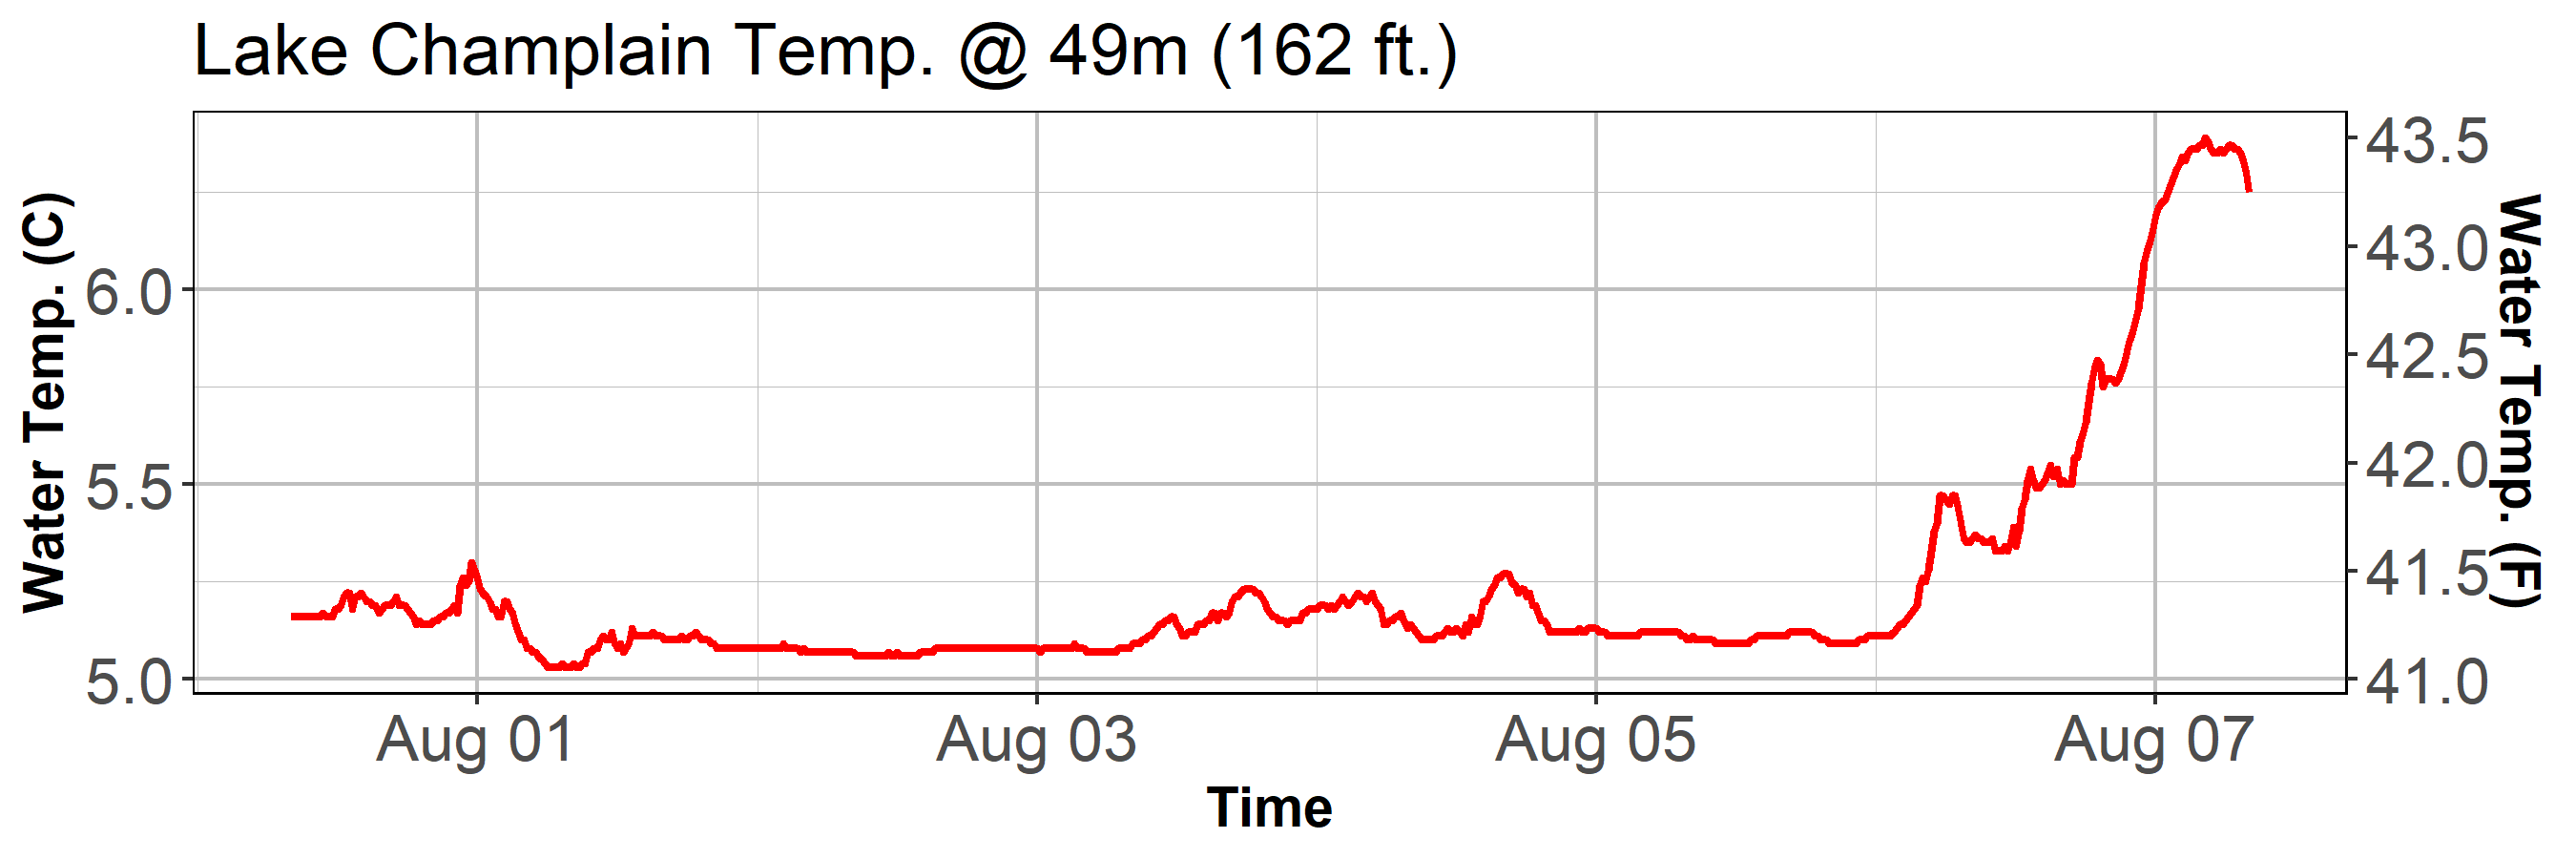 Lake Champlain Temp. @ 49m (162 ft.)
Water Temp. (C)
6.0
5.5
5.0
43.5
43.0
42.5
42.0
41.5
41.0
Water Temp. (F)
Aug 01 Aug 03 Aug 05 Aug 07
Time